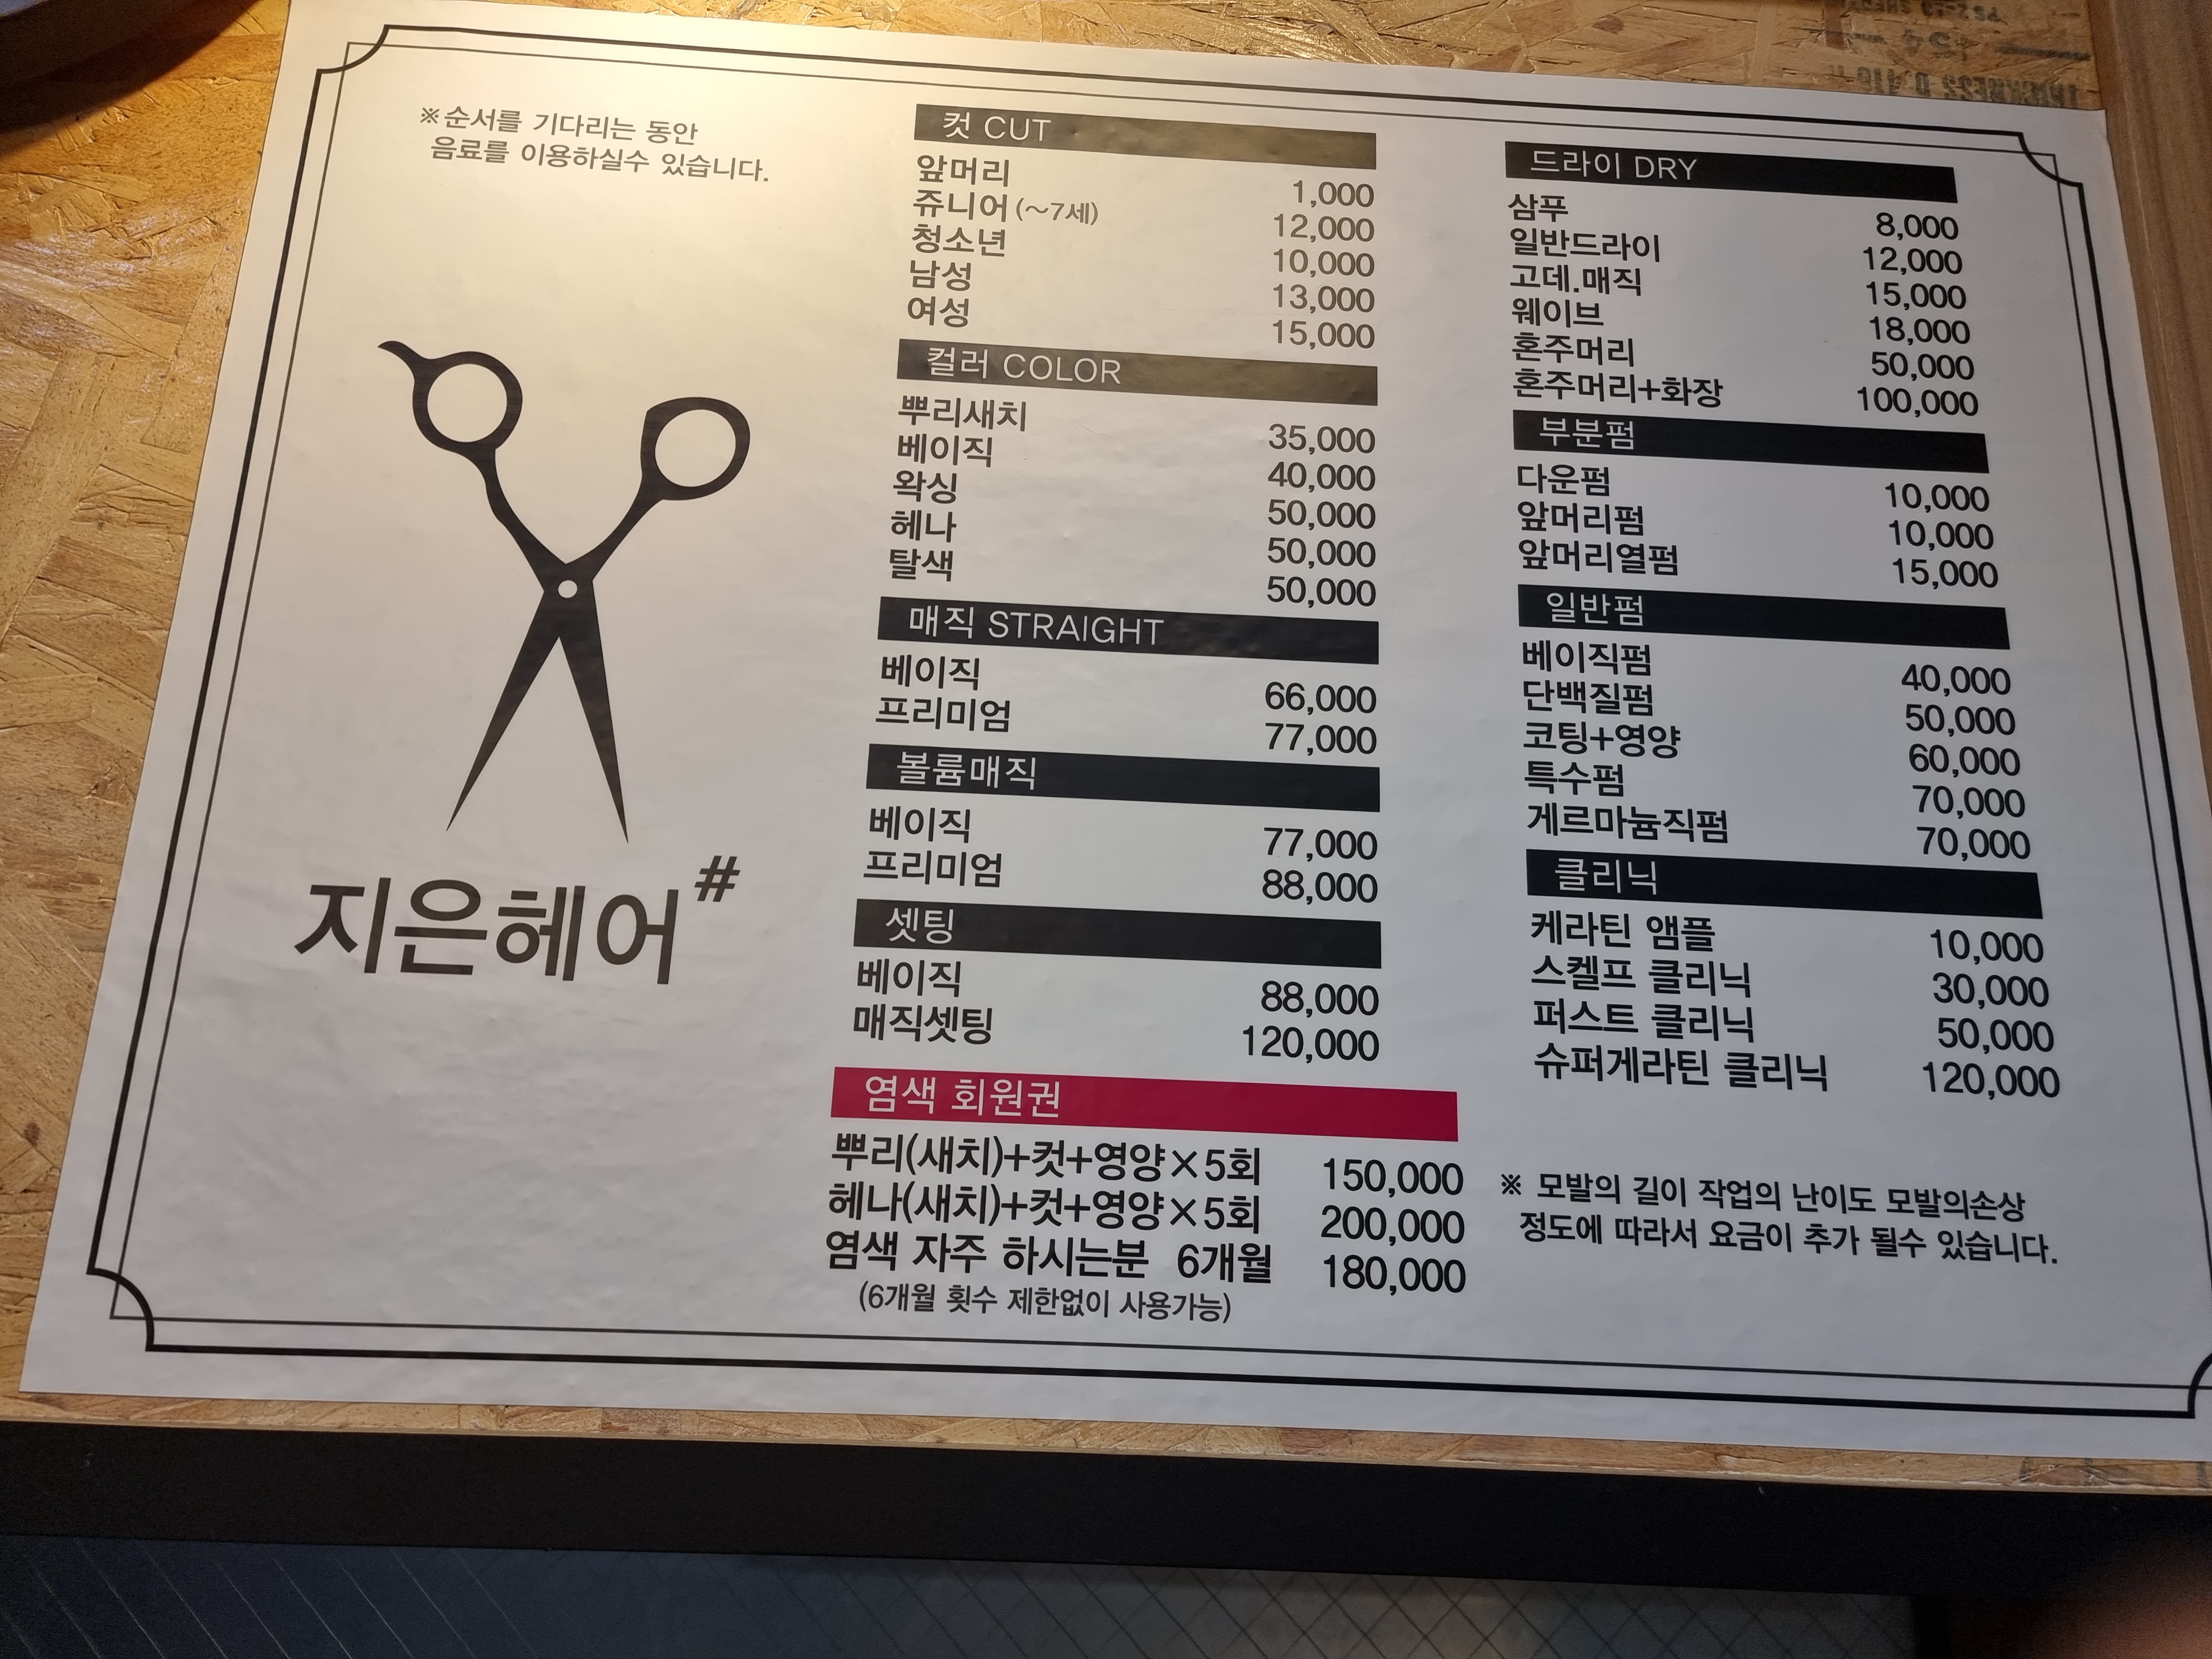 ※순서를 기다리는 동안
음료를 이용하실수 있습니다.
지은헤어#
컷 CUT
앞머리 1,000
쥬니어(~7세) 12,000
청소년 10,000
남성 13,000
여성 15,000
컬러 COLOR
뿌리새치 35,000
베이직 40,000
왁싱 50,000
헤나 50,000
탈색 50,000
매직 STRAIGHT
베이직 66,000
프리미엄 77,000
볼륨매직
베이직 77,000
프리미엄 88,000
셋팅
베이직 88,000
매직셋팅 120,000
염색 회원권
뿌리(새치)+컷+영양×5회 150,000
헤나(새치)+컷+영양×5회 200,000
염색 자주 하시는분 6개월 180,000
(6개월 횟수 제한없이 사용가능)
드라이 DRY
삼푸 8,000
일반드라이 12,000
고데.매직 15,000
웨이브 18,000
혼주머리 50,000
혼주머리+화장 100,000
부분펌
다운펌 10,000
앞머리펌 10,000
앞머리열펌 15,000
일반펌
베이직펌 40,000
단백질펌 50,000
코팅+영양 60,000
특수펌 70,000
게르마늄직펌 70,000
클리닉
케라틴 앰플 10,000
스켈프 클리닉 30,000
퍼스트 클리닉 50,000
슈퍼게라틴 클리닉 120,000
※ 모발의 길이 작업의 난이도 모발의손상
정도에 따라서 요금이 추가 될수 있습니다.